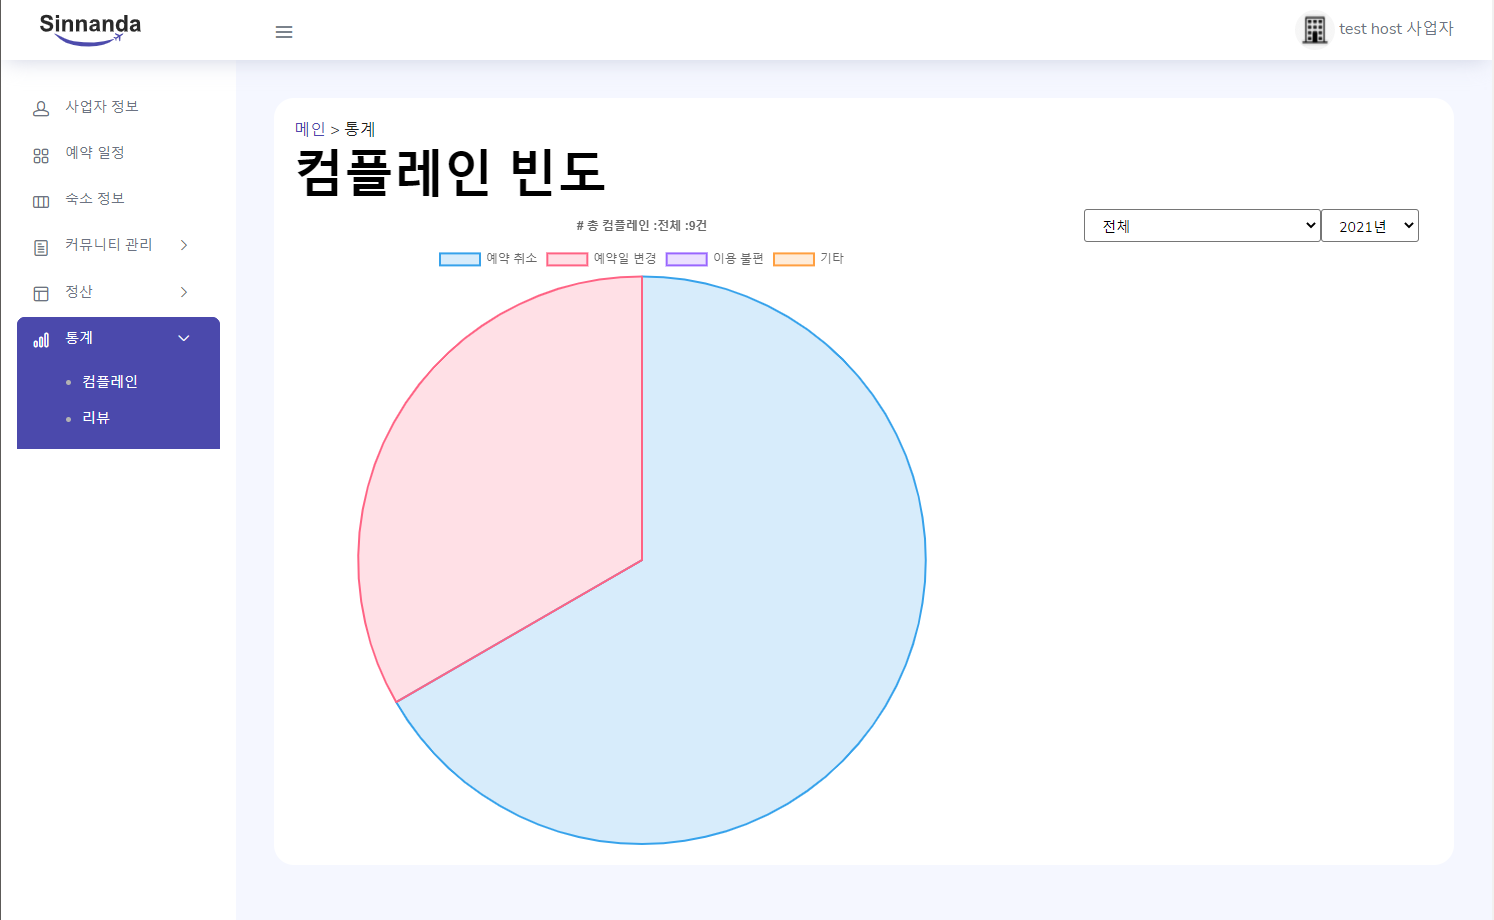 Sinnanda
test host 사업자
사업자 정보
예약 일정
숙소 정보
커뮤니티 관리
정산
통계
컴플레인
리뷰
메인 > 통계
컴플레인 빈도
# 총 컴플레인 :전체 :9건
전체
2021년
예약 취소 예약일 변경 이용 불편 기타